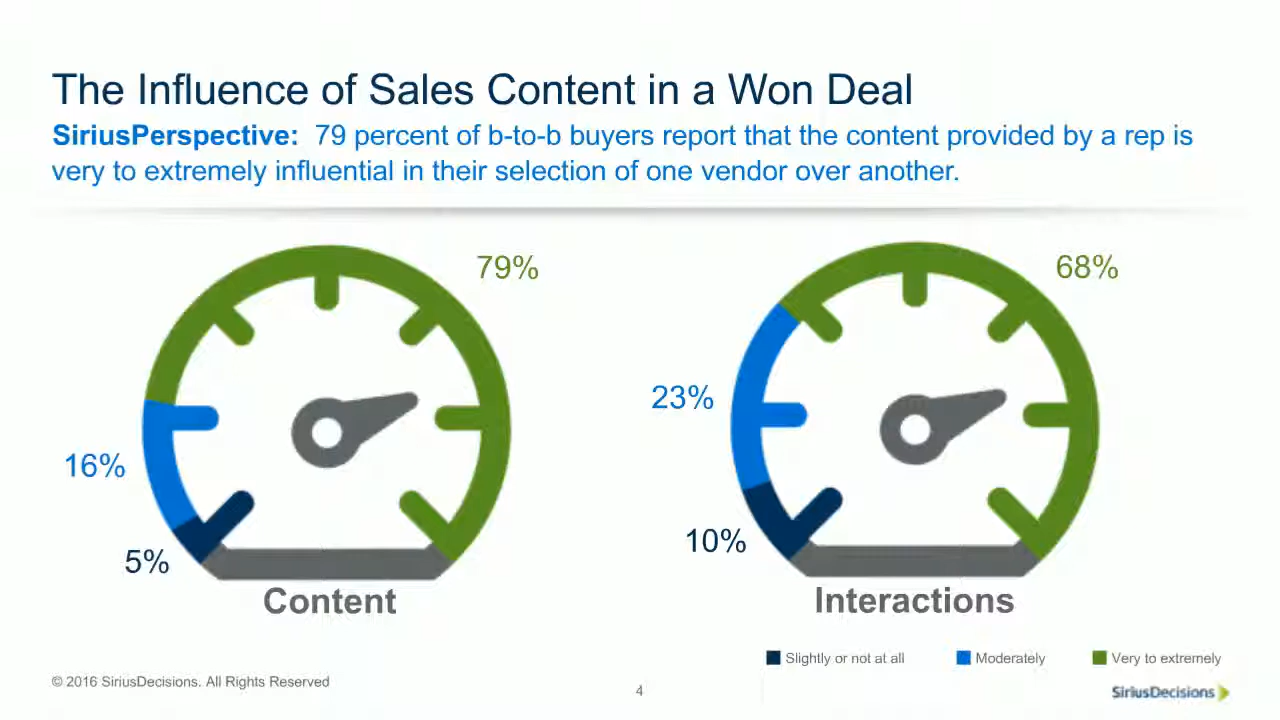 The Influence of Sales Content in a Won Deal
SiriusPerspective: 79 percent of b-to-b buyers report that the content provided by a rep is
very to extremely influential in their selection of one vendor over another.
79%
16%
5%
Content
68%
23%
10%
Interactions
Slightly or not at all
Moderately
Very to extremely
© 2016 SiriusDecisions. All Rights Reserved
4
SiriusDecisions